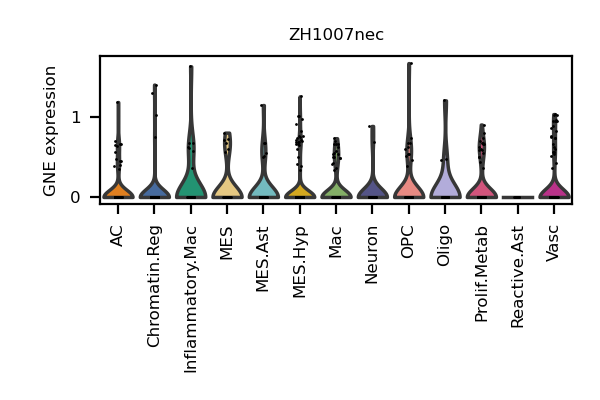 ZH1007nec
GNE expression
1
0
AC
Chromatin.Reg
Inflammatory.Mac
MES
MES.Ast
MES.Hyp
Mac
Neuron
OPC
Oligo
Prolif.Metab
Reactive.Ast
Vasc